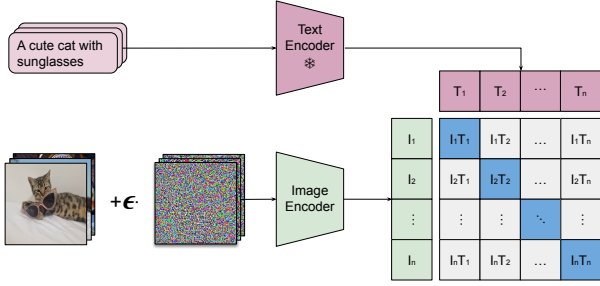 A cute cat with
sunglasses
Text
Encoder
T₁ T₂ ... Tₙ
+ϵ·
Image
Encoder
I₁ I₁T₁ I₁T₂ ... I₁Tₙ
I₂ I₂T₁ I₂T₂ ... I₂Tₙ
⋮ ⋮ ⋮ ⋱ ⋮
Iₙ IₙT₁ IₙT₂ ... IₙTₙ